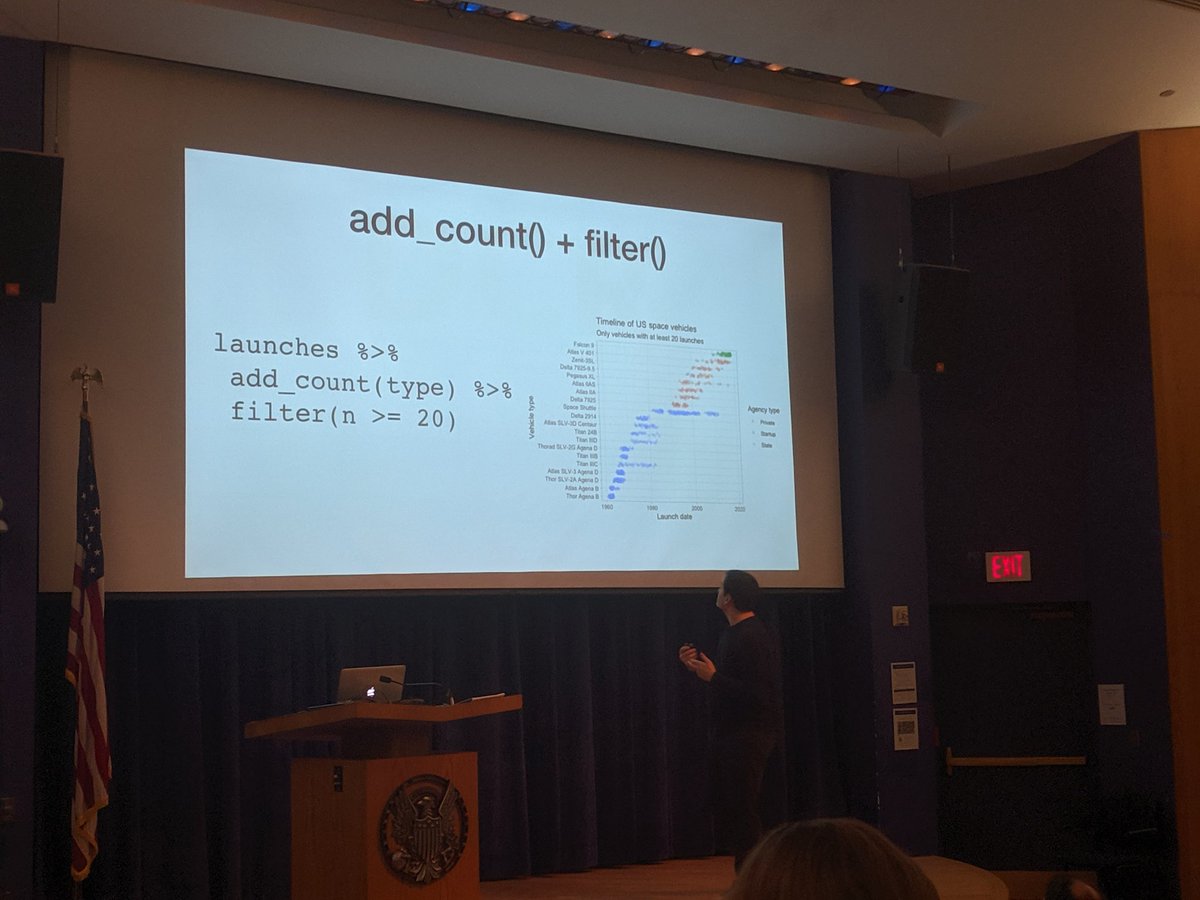 add_count() + filter()
launches %>%
add_count(type) %>%
filter(n >= 20)
Timeline of US space vehicles
Only vehicles with at least 20 launches
Vehicle type
Falcon 9
Atlas V 401
Zenit-3SL
Delta 7925-9.5
Pegasus XL
Atlas IIAS
Atlas IIA
Delta 7925
Space Shuttle
Delta 2914
Atlas SLV-3D Centaur
Titan 24B
Titan IIID
Thorad SLV-2G Agena D
Titan IIIB
Titan IIIC
Atlas SLV-3 Agena D
Thor SLV-2A Agena D
Atlas Agena B
Thor Agena B
1960 1980 2005 2020
Launch date
Agency type
Private
Startup
State
EXIT